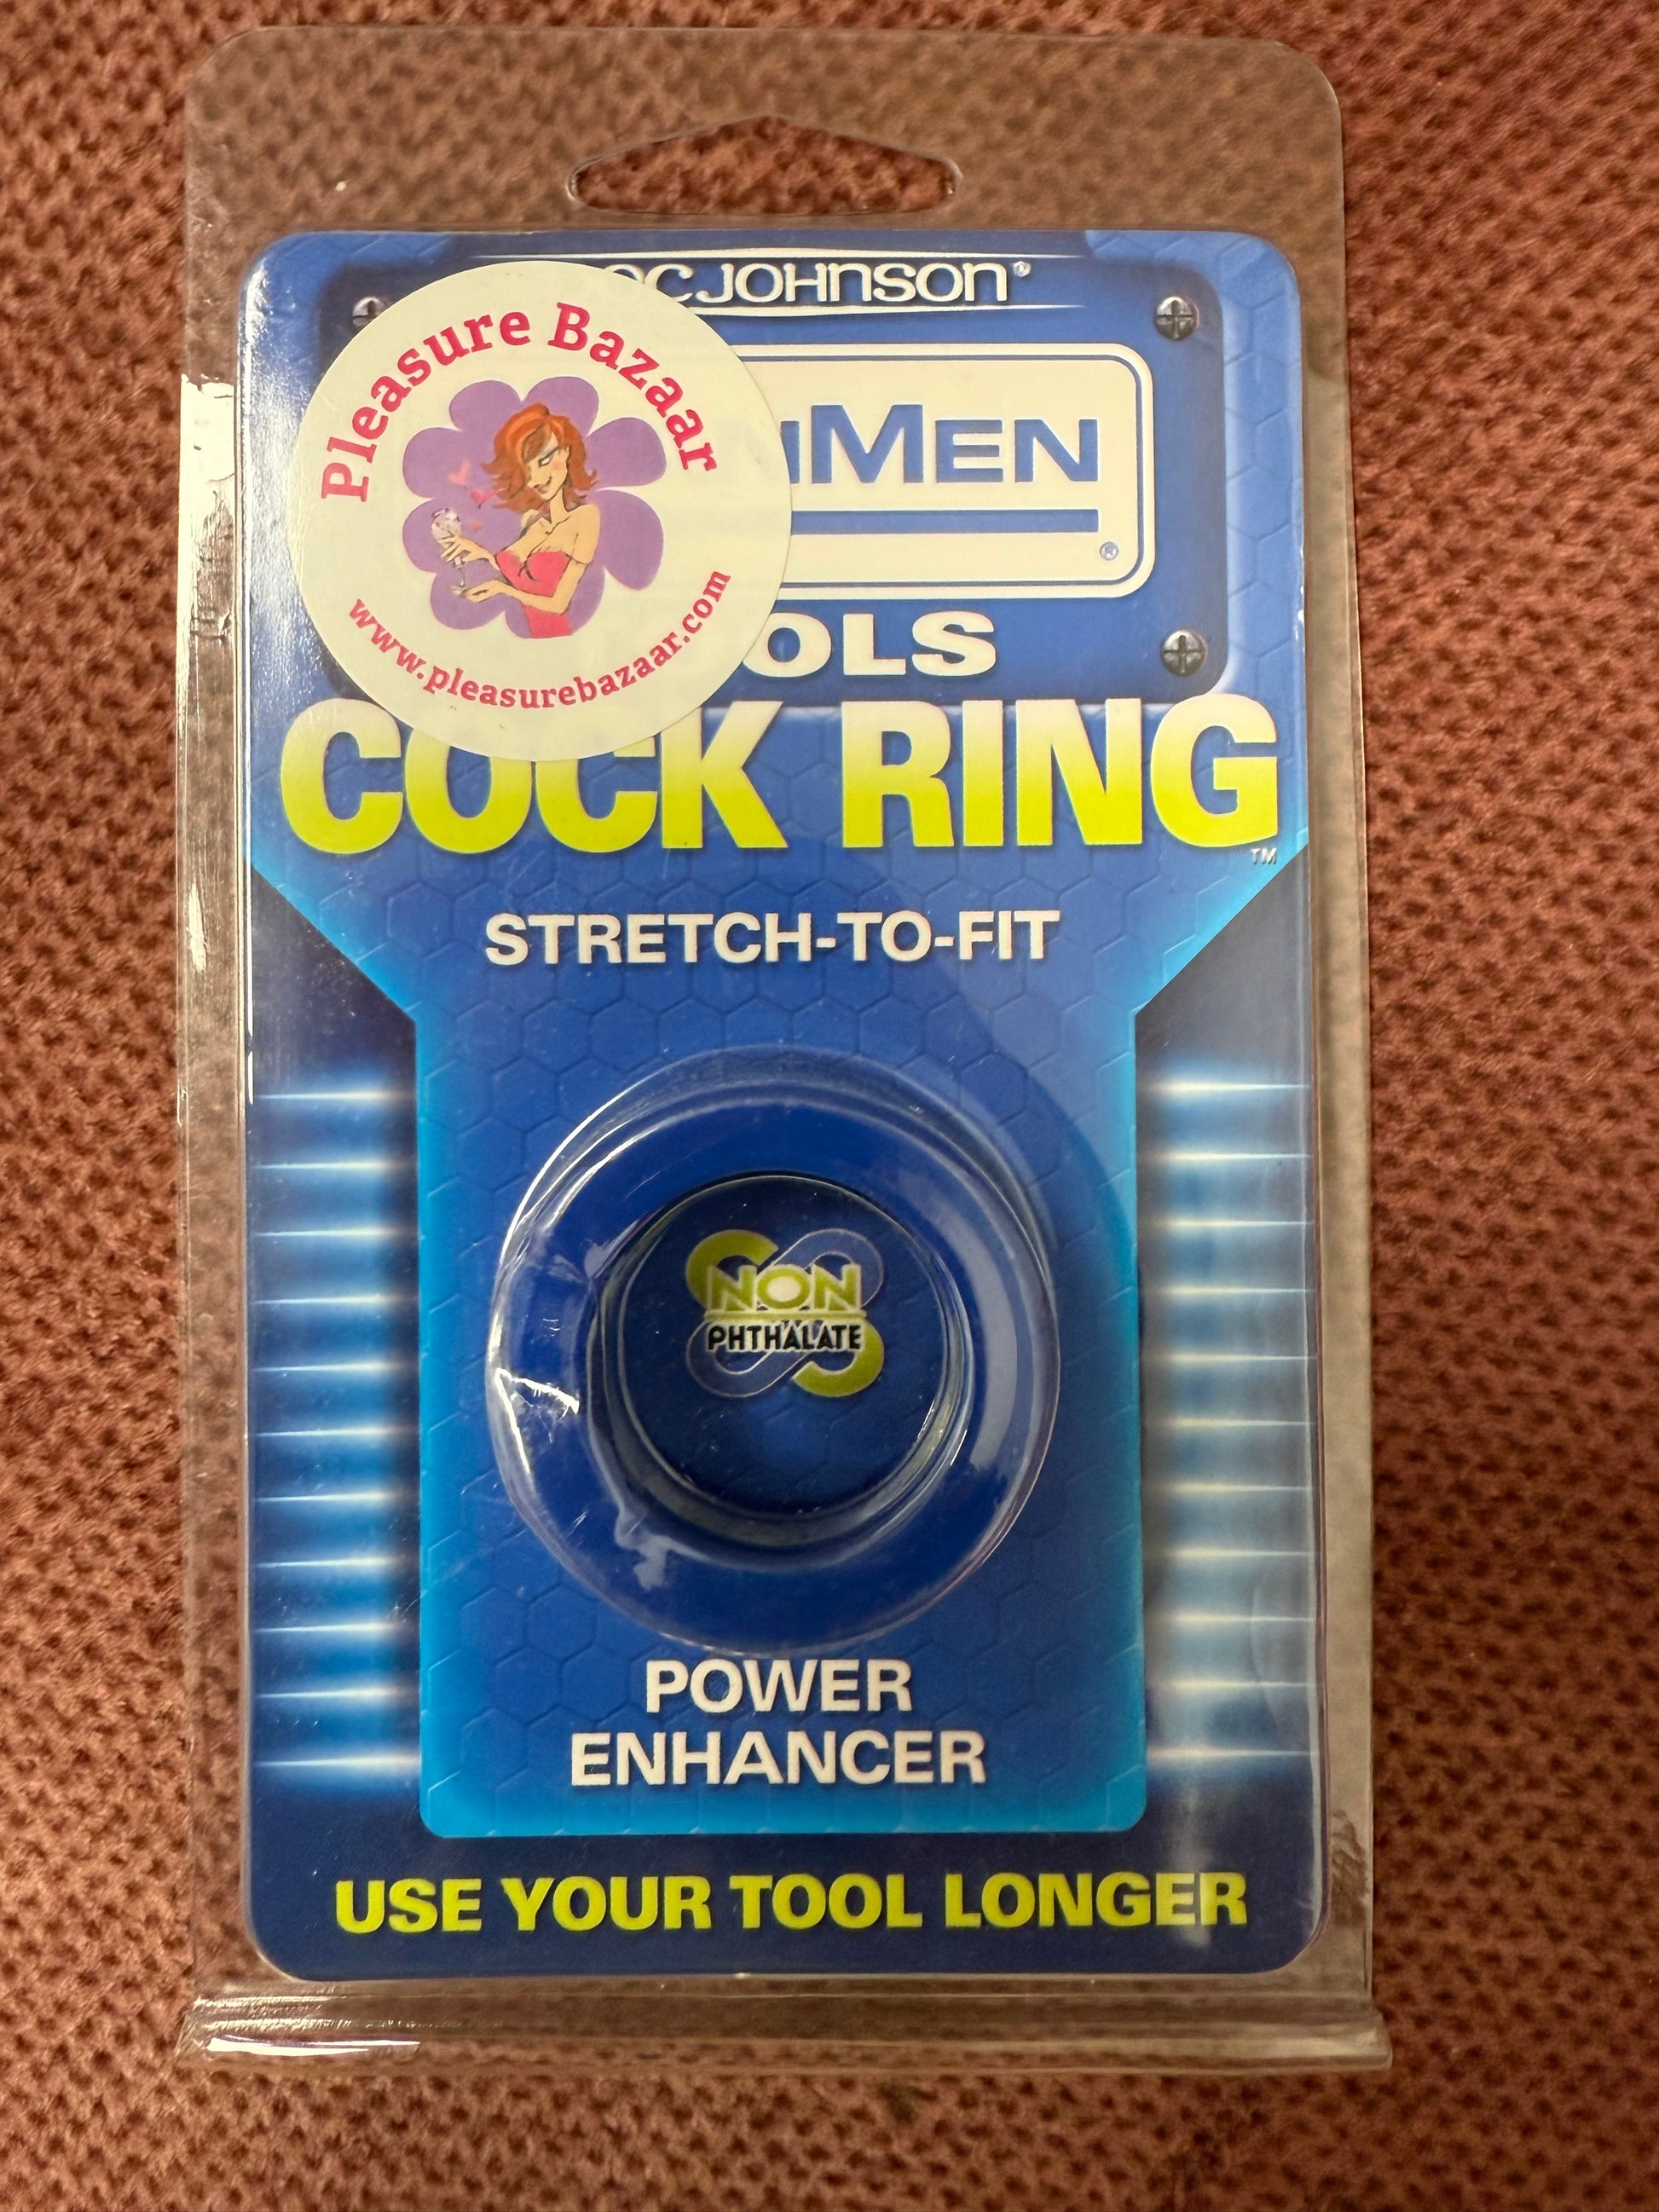 JOHNSON®
Pleasure Bazaar
www.pleasurebazaar.com
MEN
®
COCK RING
TM
STRETCH-TO-FIT
NON
PHTHALATE
POWER
ENHANCER
USE YOUR TOOL LONGER